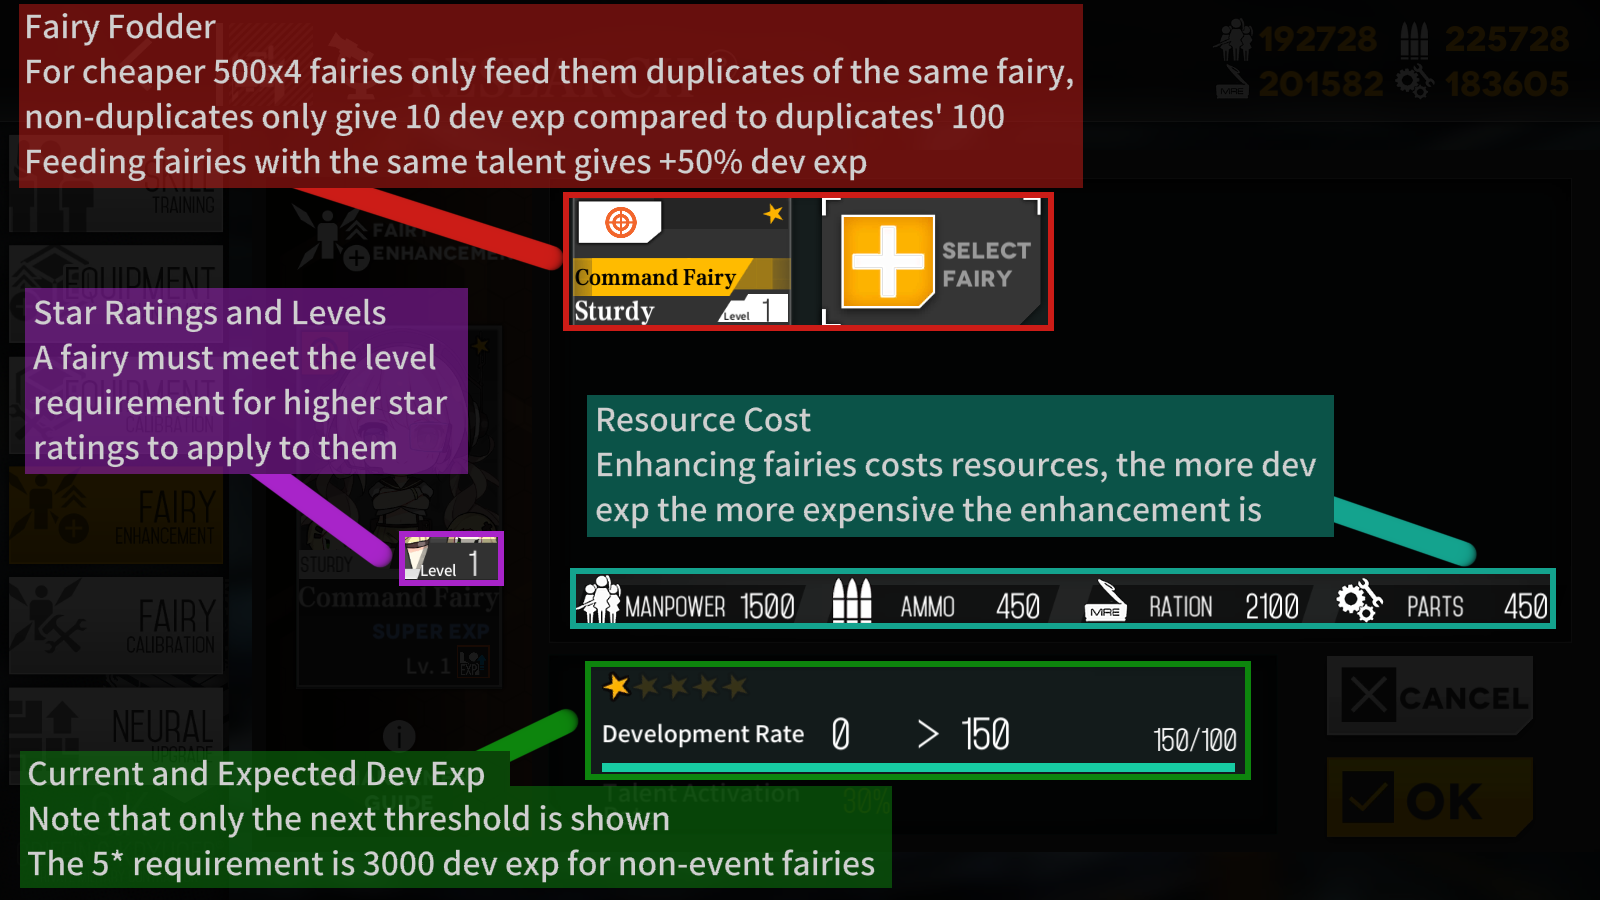 Fairy Fodder
For cheaper 500x4 fairies only feed them duplicates of the same fairy,
non-duplicates only give 10 dev exp compared to duplicates' 100
Feeding fairies with the same talent gives +50% dev exp
192728 225728
201582 183605
TRAINING
FAIRY
ENHANCEMENT
Command Fairy
Sturdy Level 1
SELECT
FAIRY
EQUIPMENT
Star Ratings and Levels
A fairy must meet the level
requirement for higher star
ratings to apply to them
Resource Cost
Enhancing fairies costs resources, the more dev
exp the more expensive the enhancement is
FAIRY
ENHANCEMENT
STURDY
Level 1
Command Fairy
SUPER EXP
Lv. 1 EXP
MANPOWER 1500 AMMO 450 MRE RATION 2100 PARTS 450
FAIRY
CALIBRATION
Development Rate 0 > 150 150/100
CANCEL
NEURAL
Current and Expected Dev Exp
Note that only the next threshold is shown
The 5* requirement is 3000 dev exp for non-event fairies
Talent Activation
30%
GUIDE
OK